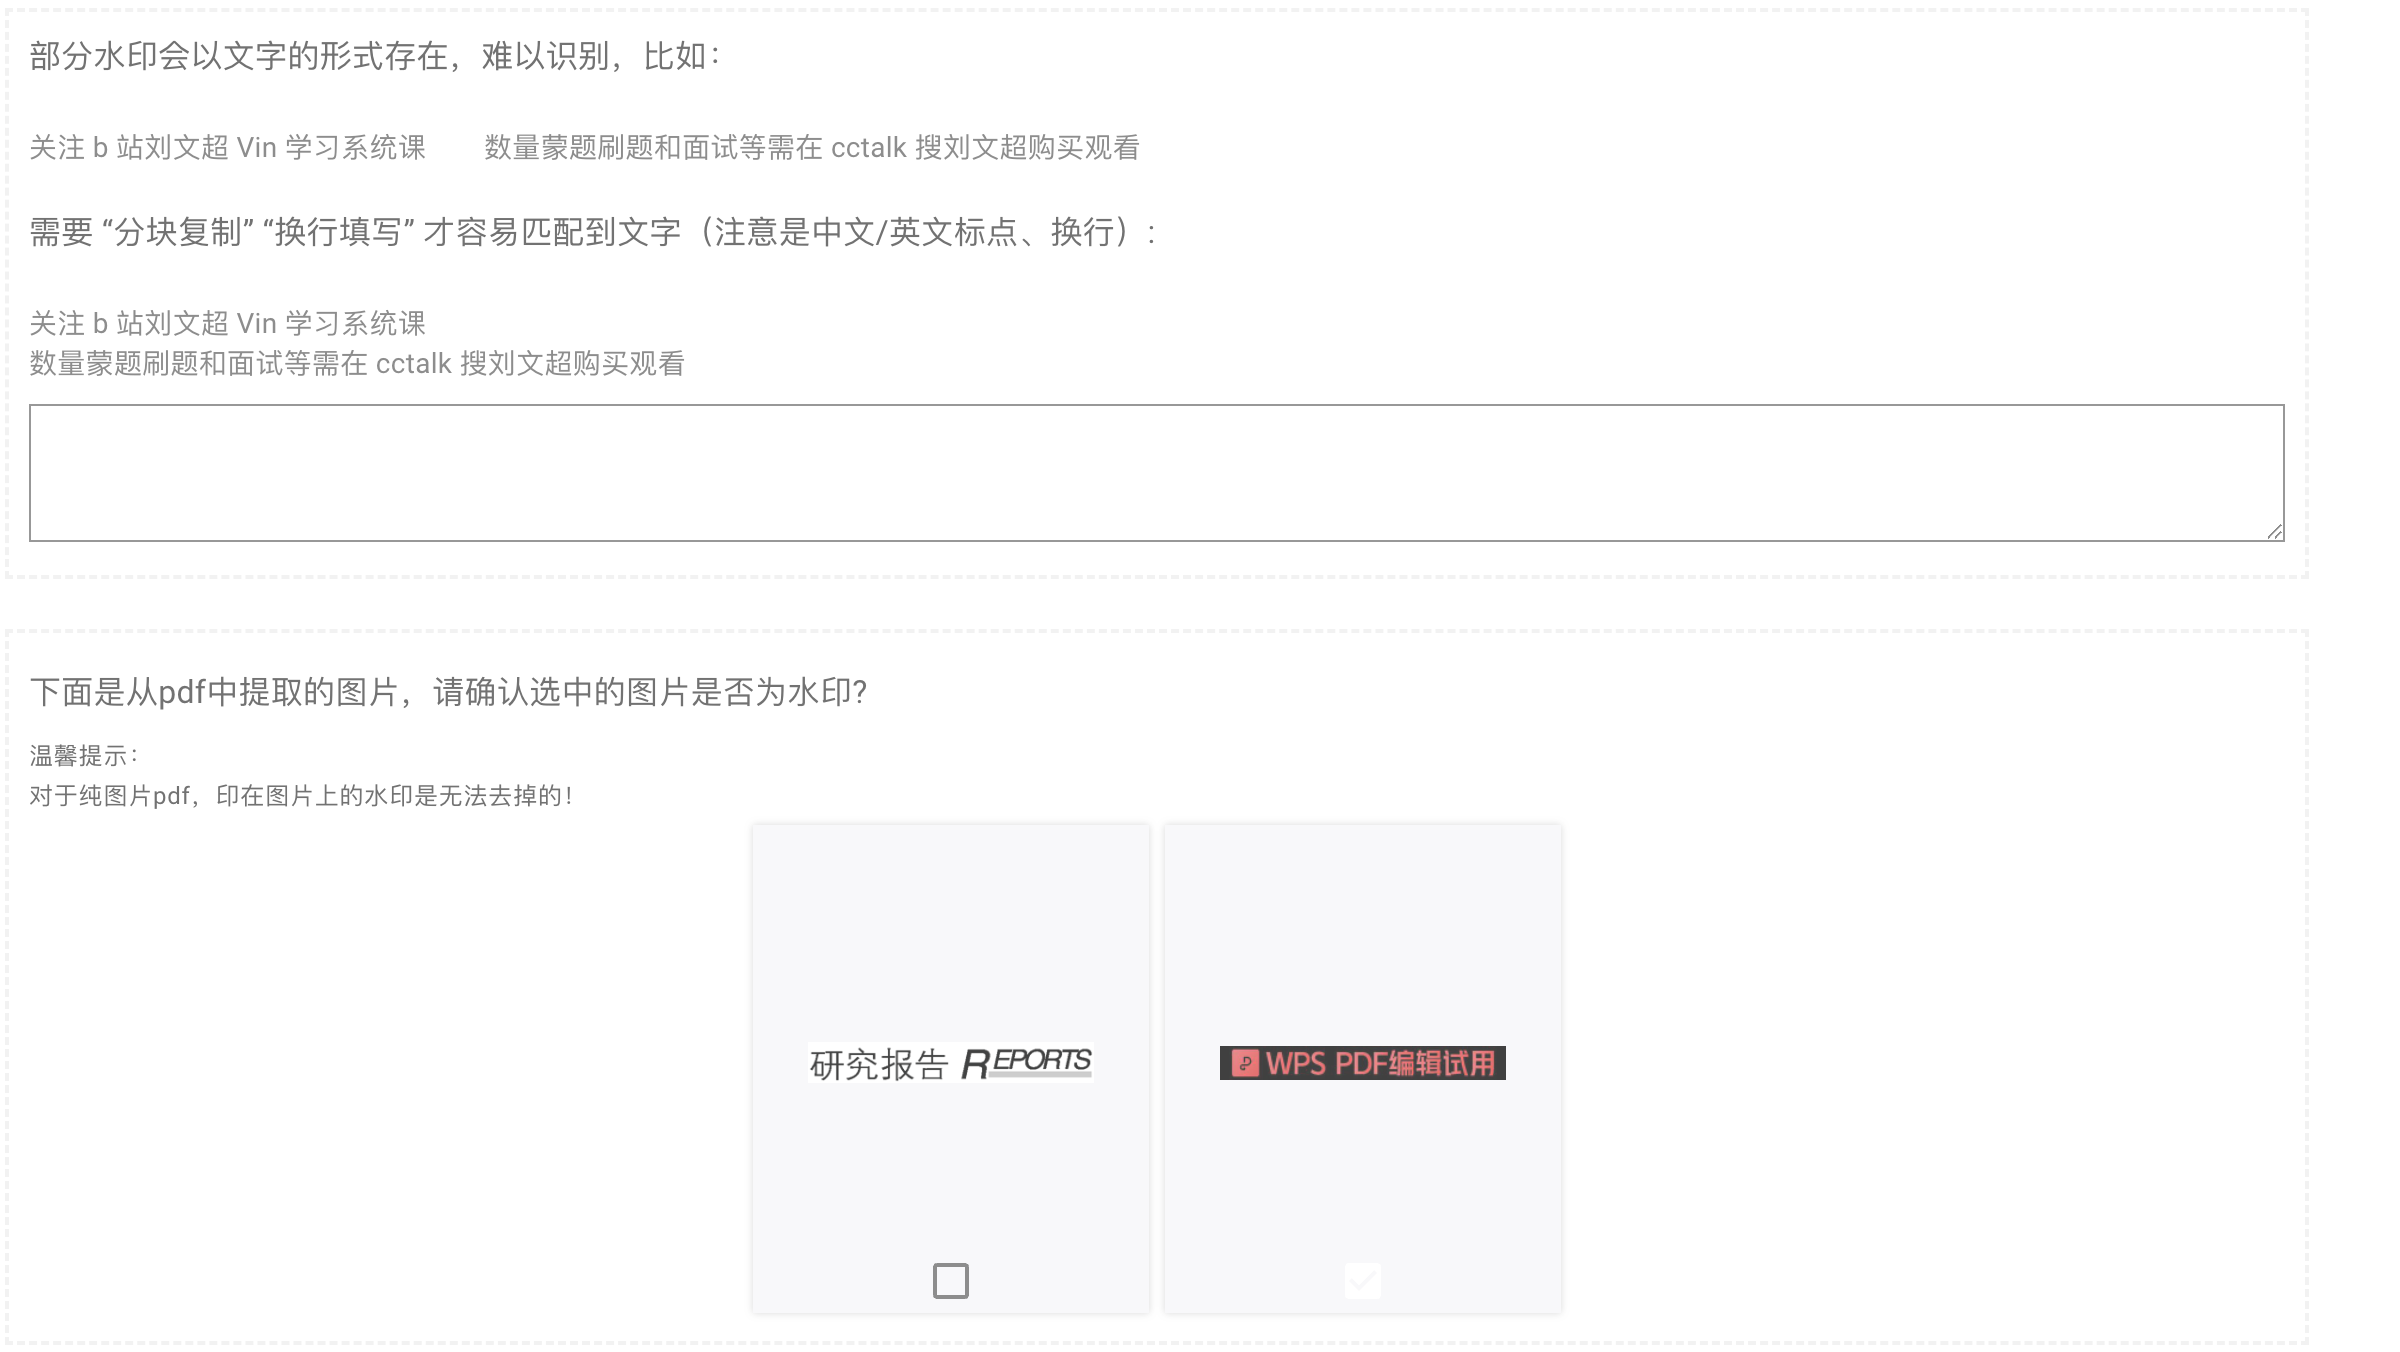 部分水印会以文字的形式存在，难以识别，比如：
关注 b 站刘文超 Vin 学习系统课 数量蒙题刷题和面试等需在 cctalk 搜刘文超购买观看
需要 “分块复制” “换行填写” 才容易匹配到文字（注意是中文/英文标点、换行）:
关注 b 站刘文超 Vin 学习系统课
数量蒙题刷题和面试等需在 cctalk 搜刘文超购买观看
下面是从pdf中提取的图片，请确认选中的图片是否为水印?
温馨提示：
对于纯图片pdf，印在图片上的水印是无法去掉的！
研究报告 REPORTS
WPS PDF编辑试用